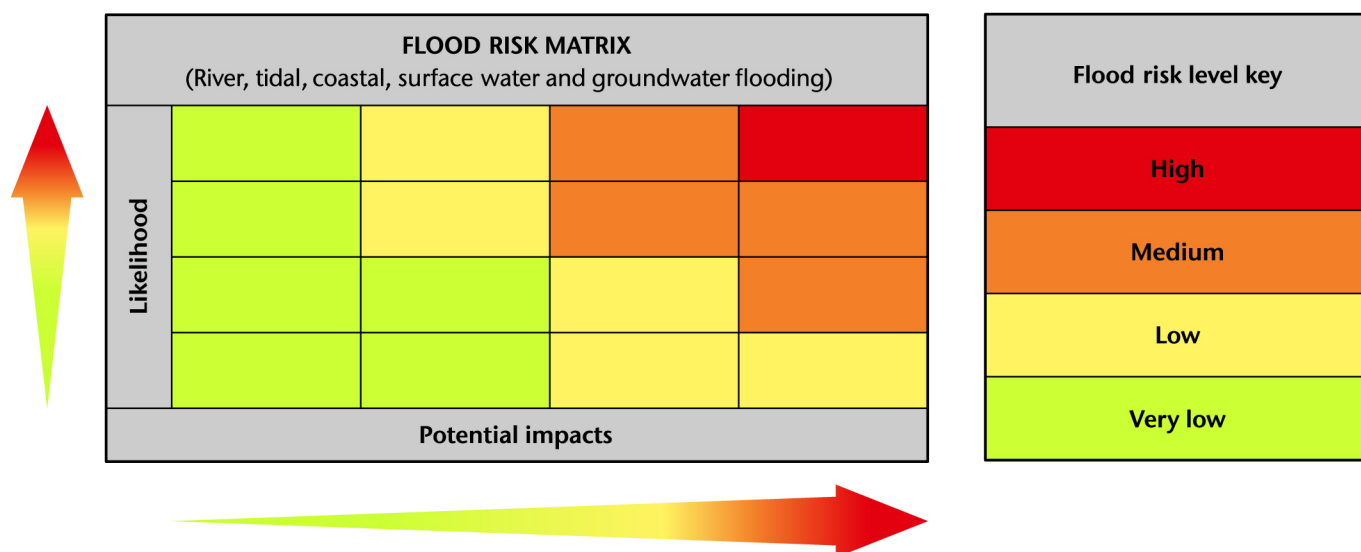 FLOOD RISK MATRIX
(River, tidal, coastal, surface water and groundwater flooding)
Likelihood
Potential impacts
Flood risk level key
High
Medium
Low
Very low